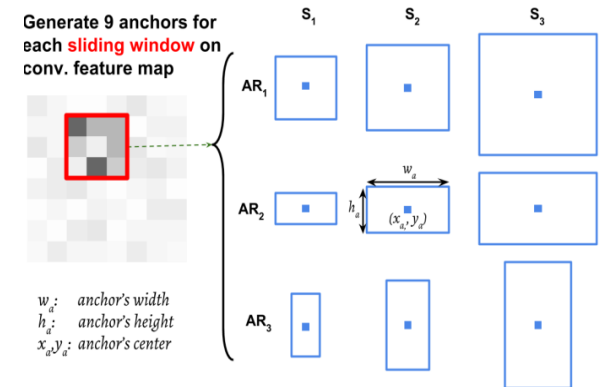 Generate 9 anchors for
each sliding window on
conv. feature map
S1
S2
S3
AR1
AR2
AR3
wa
ha
(xa, ya)
wa: anchor's width
ha: anchor's height
xa,ya: anchor's center